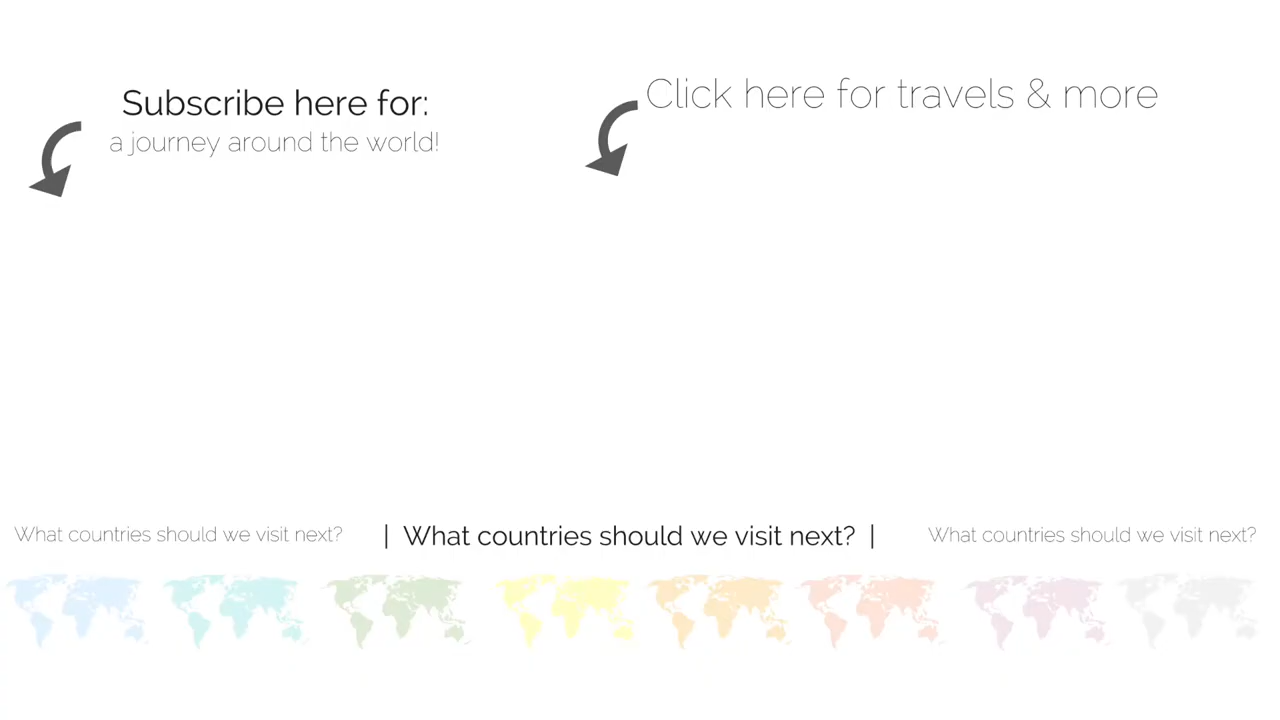 Subscribe here for:
a journey around the world!
Click here for travels & more
What countries should we visit next? | What countries should we visit next? | What countries should we visit next?